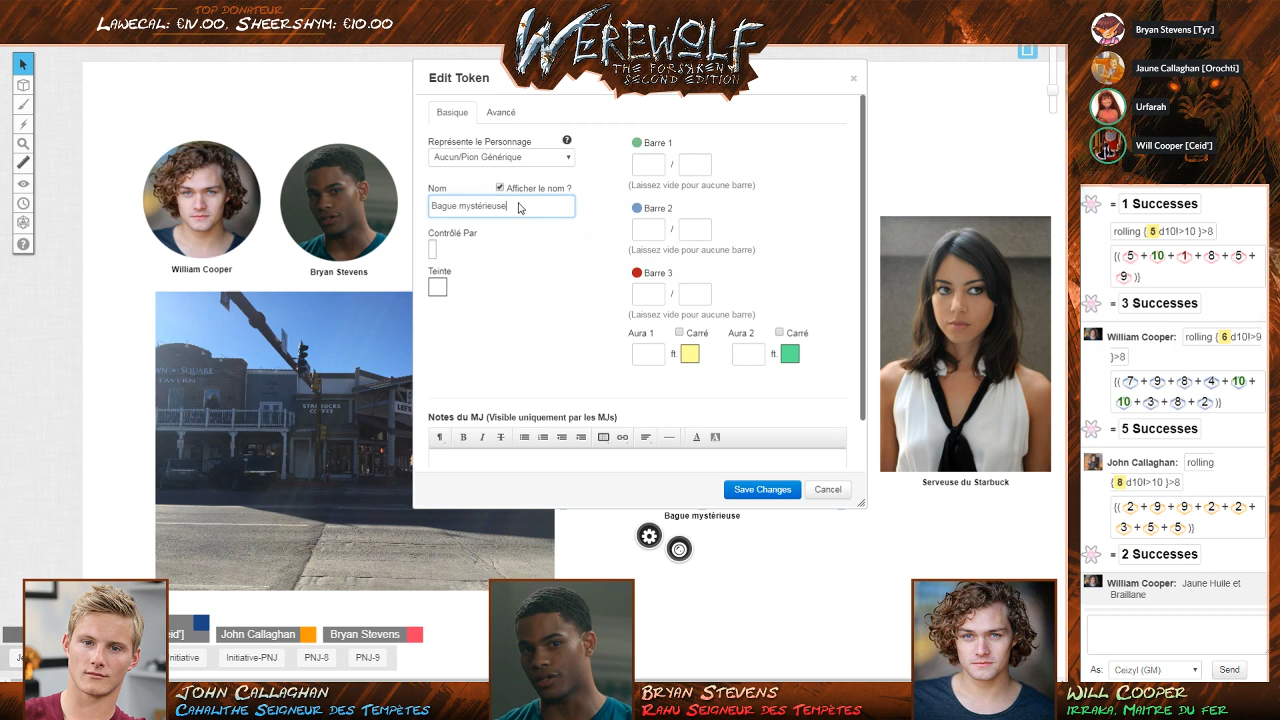 TOP DONATEUR
LAWECAL: €IV.00, SHEERSHYM: €10.00
WEREWOLF
THE FORSAKEN
SECOND EDITION
Bryan Stevens [Tyr]
Jaune Callaghan [Orochti]
Urfarah
Will Cooper [Ceid']
Edit Token
×
Basique
Avancé
Représente le Personnage
Aucun/Pion Générique
Nom
Afficher le nom ?
Bague mystérieuse
Contrôlé Par
Teinte
Barre 1
/
(Laissez vide pour aucune barre)
Barre 2
/
(Laissez vide pour aucune barre)
Barre 3
/
(Laissez vide pour aucune barre)
Aura 1
Carré
Aura 2
Carré
ft.
ft.
Notes du MJ (Visible uniquement par les MJs)
Save Changes
Cancel
William Cooper
Bryan Stevens
TAVERN
STARBUCKS
COFFEE
Serveuse du Starbuck
Bague mystérieuse
= 1 Successes
rolling { 5 d10!>10 }>8
(( 5 + 10 + 1 + 8 + 5 +
9 ))
= 3 Successes
William Cooper: rolling { 6 d10!>9
}>8
(( 7 + 9 + 8 + 4 + 10 +
10 + 3 + 8 + 2 ))
= 5 Successes
John Callaghan: rolling
{ 8 d10!>10 }>8
(( 2 + 9 + 9 + 2 + 2 +
3 + 5 + 5 ))
= 2 Successes
William Cooper: Jaune Huile et
Braillane
As: Ceizyl (GM)
Send
'd']
John Callaghan
Bryan Stevens
Initiative
Initiative-PNJ
PNJ-8
PNJ-9
JOHN CALLAGHAN
CAHALITHE SEIGNEUR DES TEMPÊTES
BRYAN STEVENS
RAHU SEIGNEUR DES TEMPÊTES
WILL COOPER
IRRAKA, MAITRE DU FER